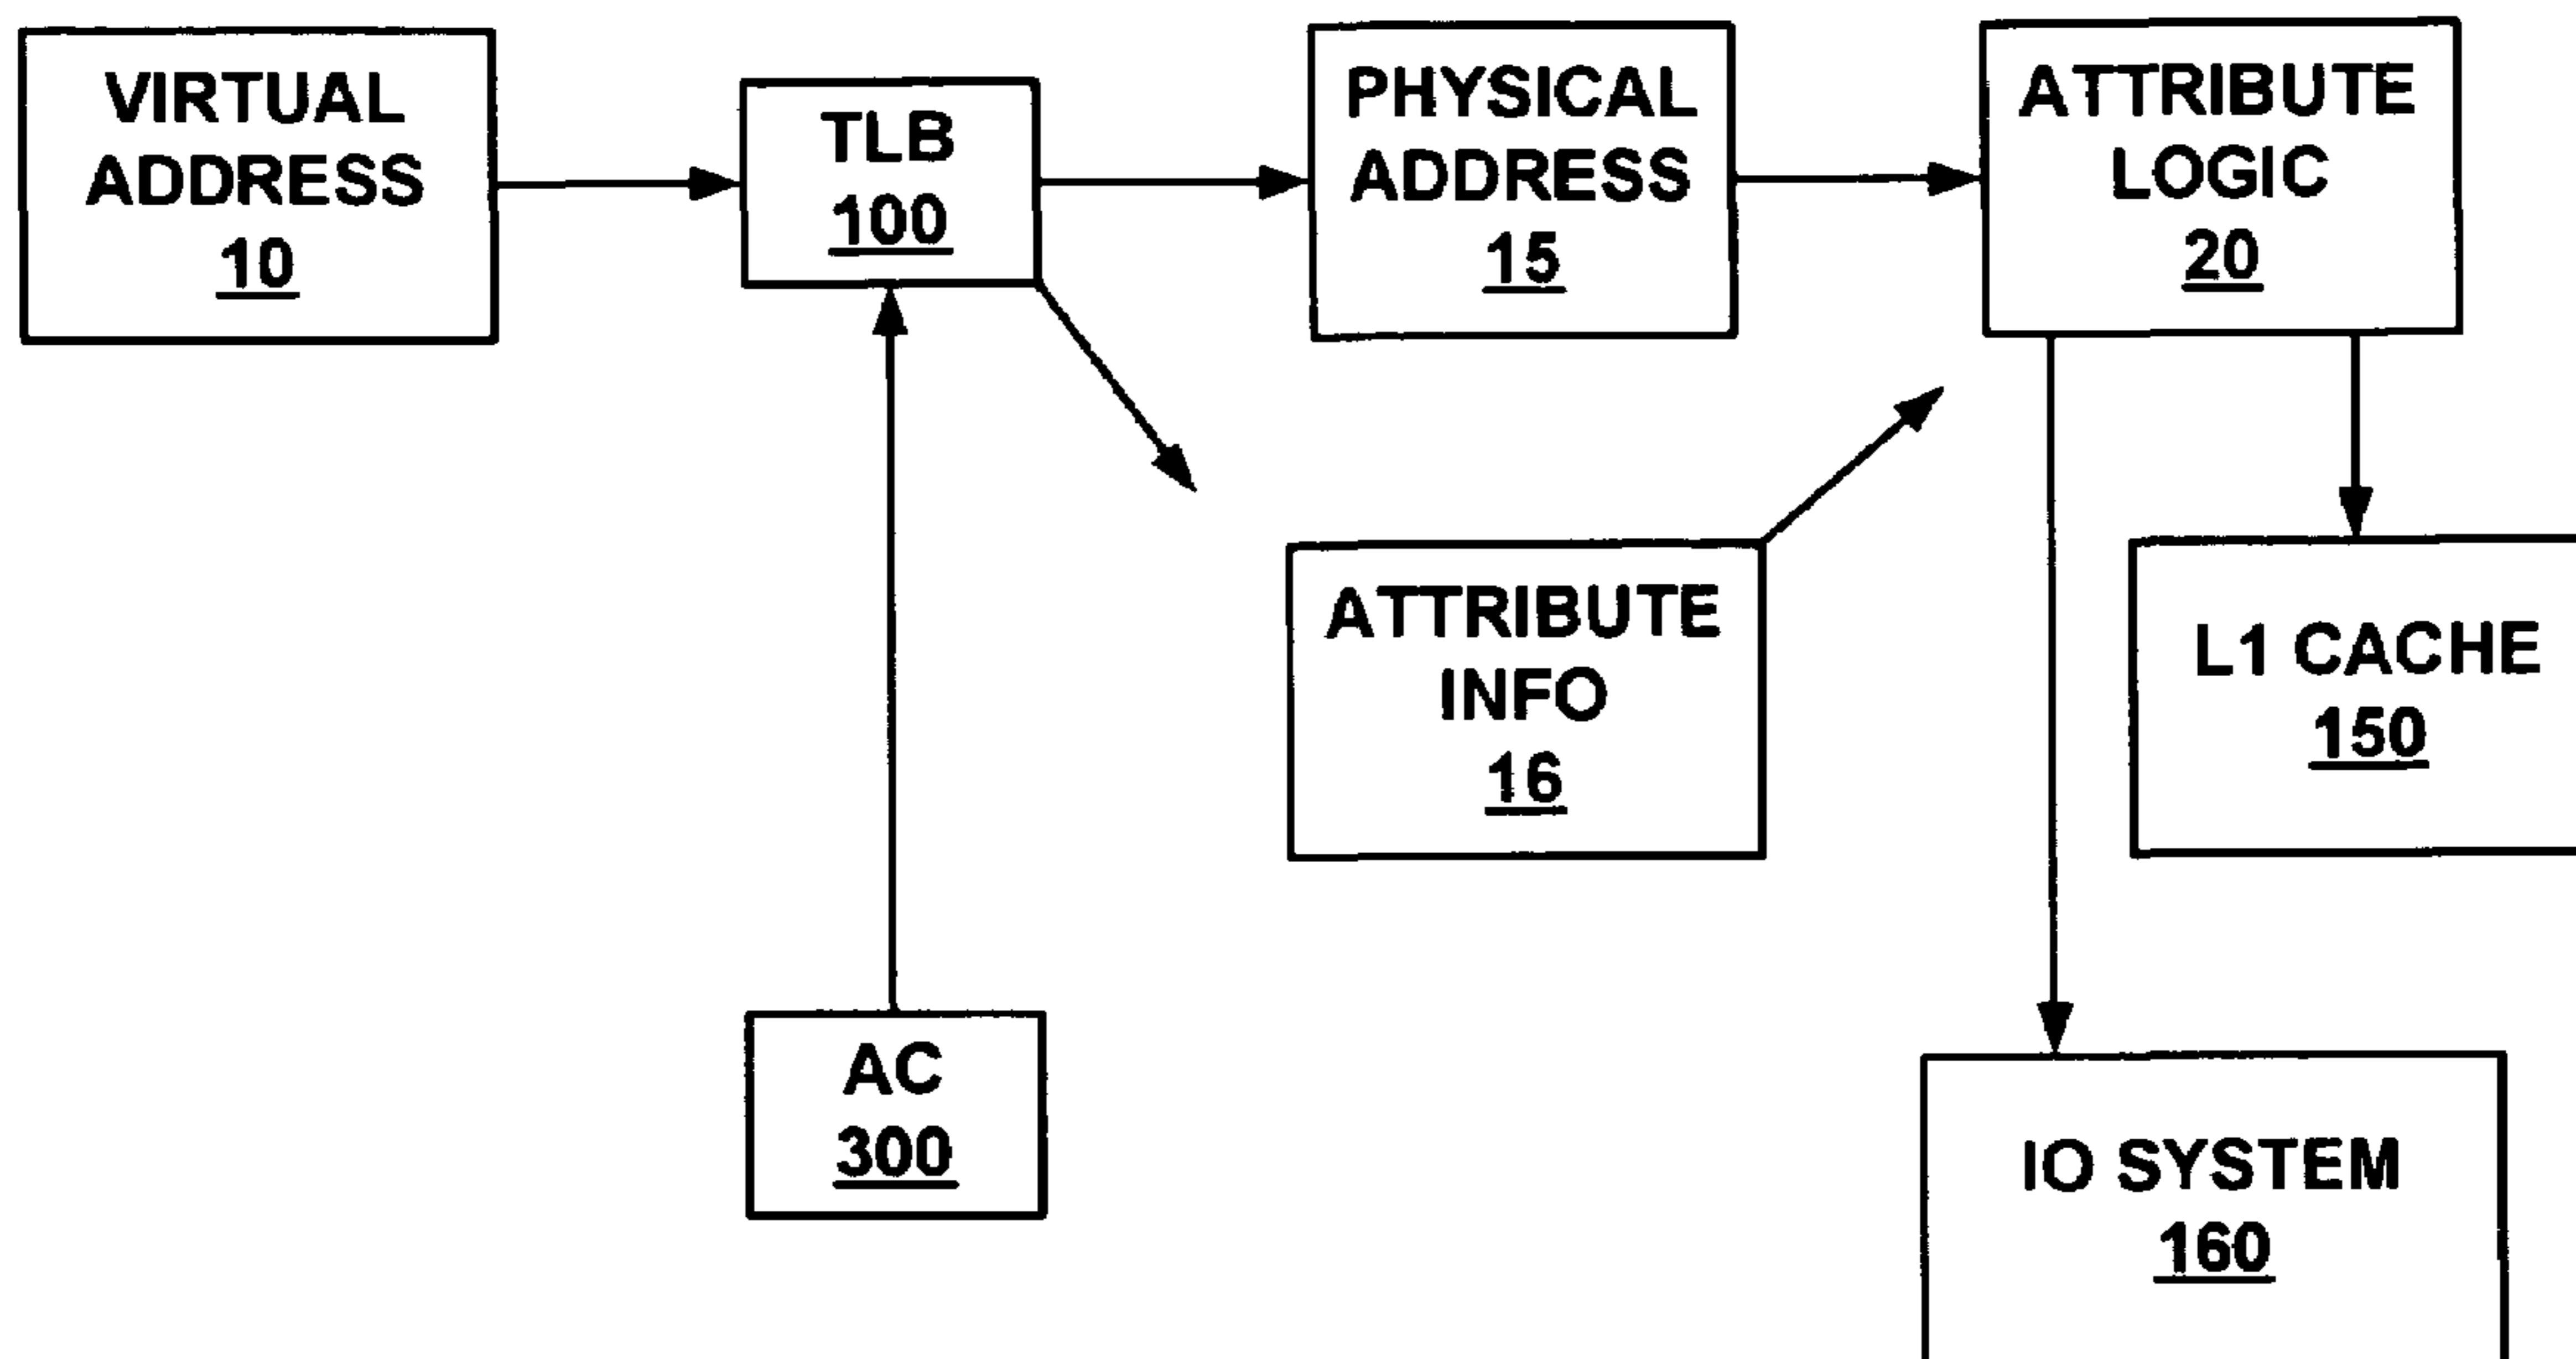 VIRTUAL
ADDRESS
10
TLB
100
PHYSICAL
ADDRESS
15
ATTRIBUTE
LOGIC
20
ATTRIBUTE
INFO
16
L1 CACHE
150
AC
300
IO SYSTEM
160